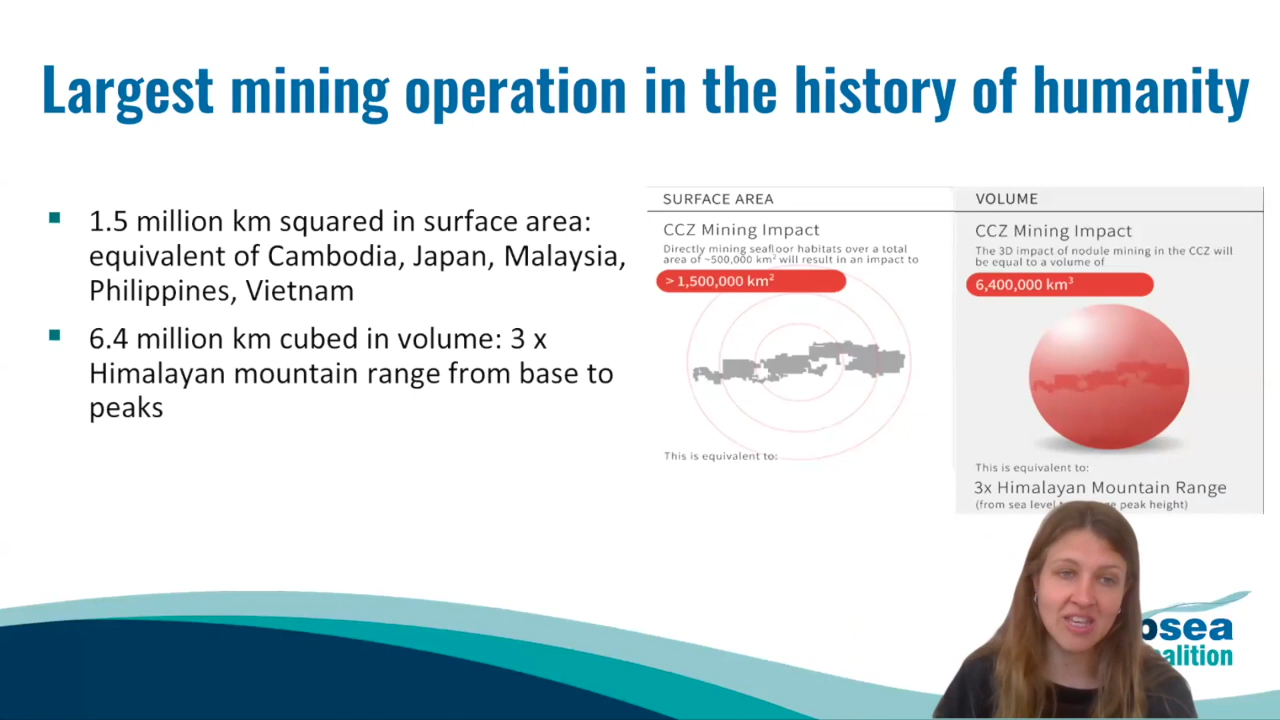 Largest mining operation in the history of humanity
1.5 million km squared in surface area:
equivalent of Cambodia, Japan, Malaysia,
Philippines, Vietnam
6.4 million km cubed in volume: 3 x
Himalayan mountain range from base to
peaks
SURFACE AREA
CCZ Mining Impact
Directly mining seafloor habitats over a total
area of ~500,000 km² will result in an impact to
> 1,500,000 km²
This is equivalent to:
VOLUME
CCZ Mining Impact
The 3D impact of nodule mining in the CCZ will
be equal to a volume of
6,400,000 km³
This is equivalent to:
3x Himalayan Mountain Range
(from sea level peak height)